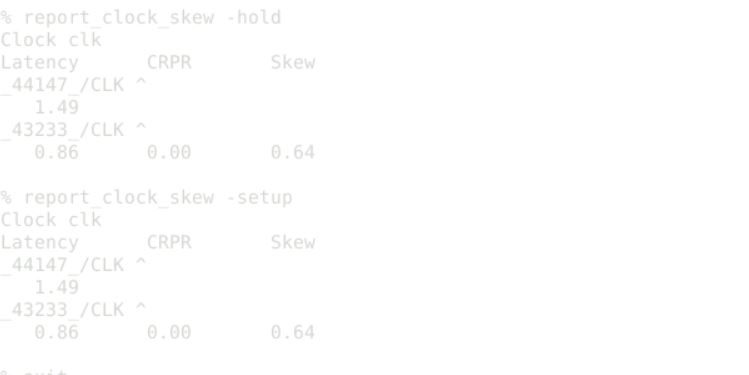 % report_clock_skew -hold
Clock clk
Latency      CRPR       Skew
_44147_/CLK ^
   1.49
_43233_/CLK ^
   0.86      0.00       0.64

% report_clock_skew -setup
Clock clk
Latency      CRPR       Skew
_44147_/CLK ^
   1.49
_43233_/CLK ^
   0.86      0.00       0.64

% exit